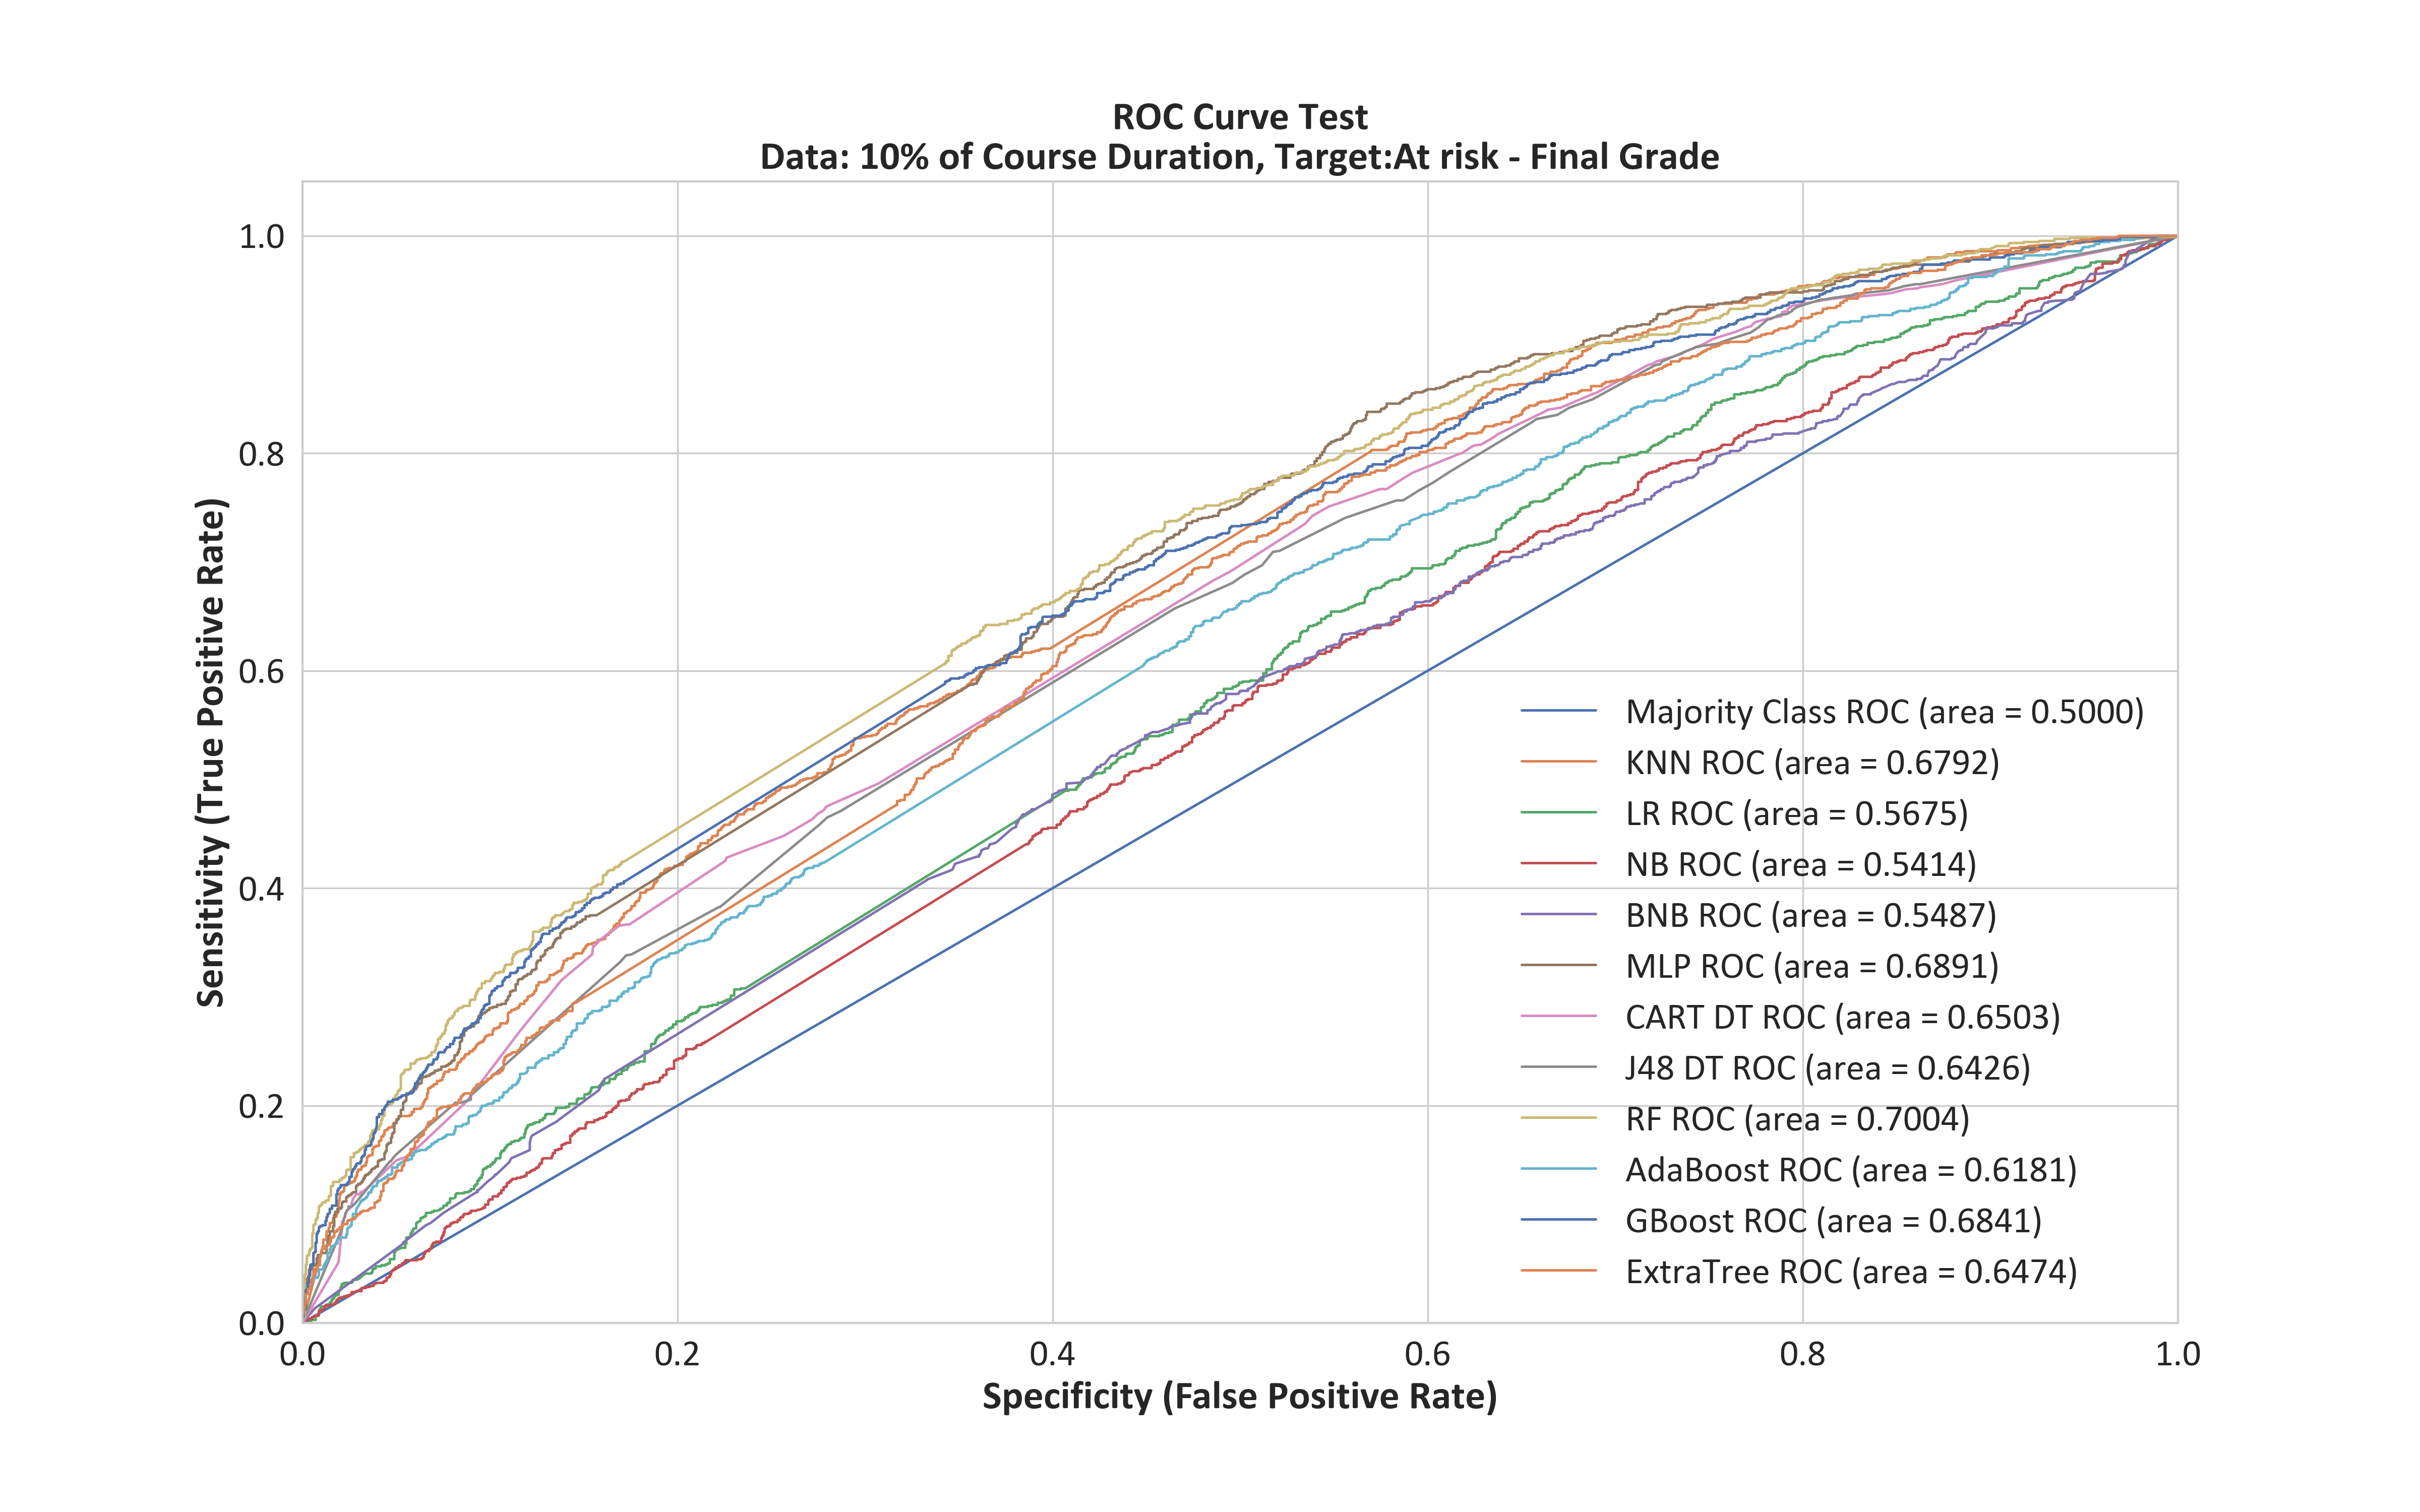 ROC Curve Test
Data: 10% of Course Duration, Target:At risk - Final Grade
1.0
0.8
0.6
0.4
0.2
0.0
Sensitivity (True Positive Rate)
Majority Class ROC (area = 0.5000)
KNN ROC (area = 0.6792)
LR ROC (area = 0.5675)
NB ROC (area = 0.5414)
BNB ROC (area = 0.5487)
MLP ROC (area = 0.6891)
CART DT ROC (area = 0.6503)
J48 DT ROC (area = 0.6426)
RF ROC (area = 0.7004)
AdaBoost ROC (area = 0.6181)
GBoost ROC (area = 0.6841)
ExtraTree ROC (area = 0.6474)
0.0 0.2 0.4 0.6 0.8 1.0
Specificity (False Positive Rate)